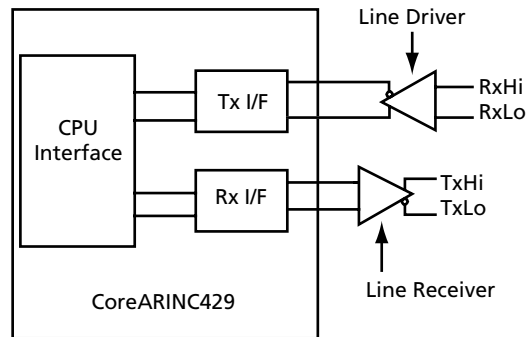 Line Driver
Tx I/F
RxHi
RxLo
CPU
Interface
Rx I/F
TxHi
TxLo
CoreARINC429
Line Receiver